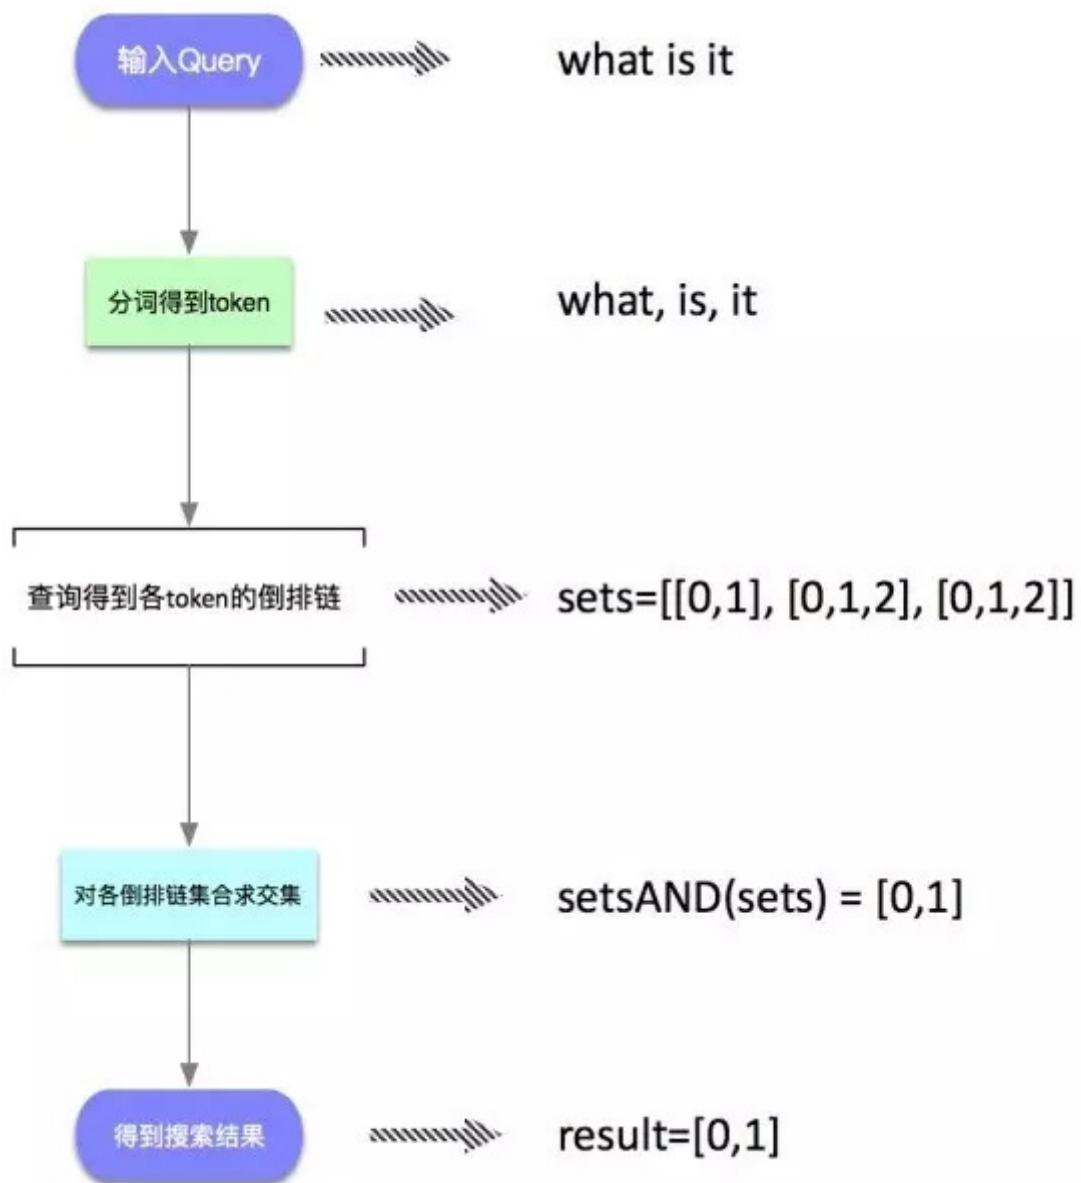 输入Query
what is it
分词得到token
what, is, it
查询得到各token的倒排链
sets=[[0,1], [0,1,2], [0,1,2]]
对各倒排链集合求交集
setsAND(sets) = [0,1]
得到搜索结果
result=[0,1]